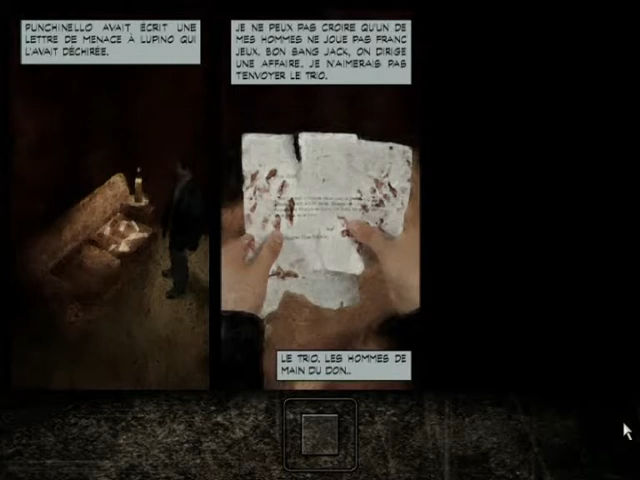 PUNCHINELLO AVAIT ÉCRIT UNE
LETTRE DE MENACE À LUPINO QUI
L'AVAIT DÉCHIRÉE.
JE NE PEUX PAS CROIRE QU'UN DE
MES HOMMES NE JOUE PAS FRANC
JEUX. BON SANG JACK, ON DIRIGE
UNE AFFAIRE. JE N'AIMERAIS PAS
T'ENVOYER LE TRIO.
LE TRIO. LES HOMMES DE
MAIN DU DON..